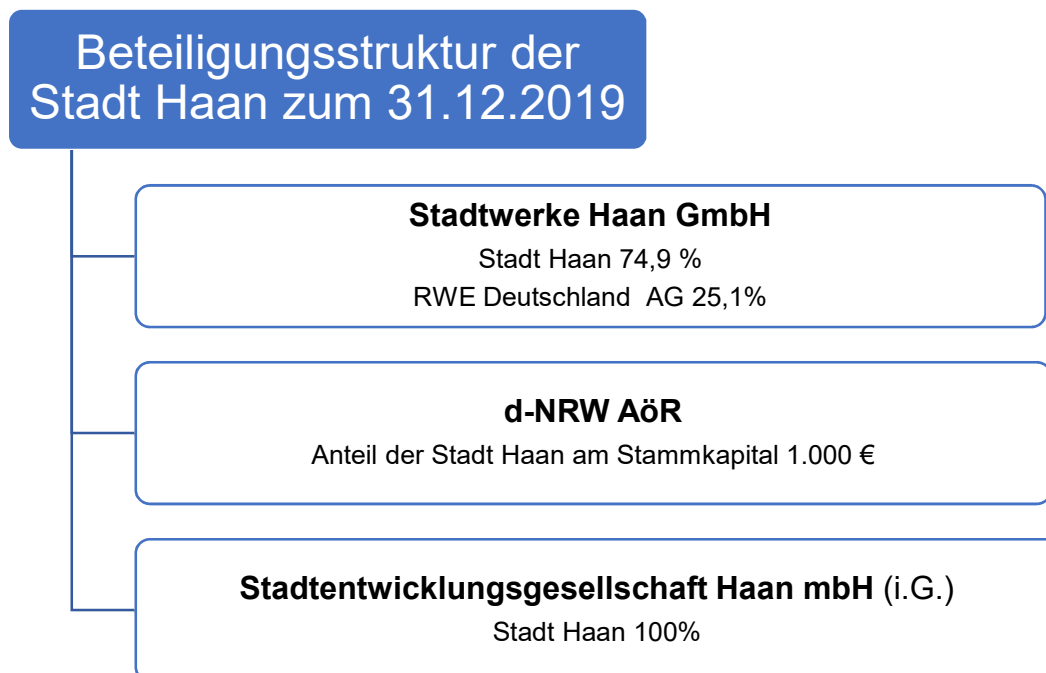 Beteiligungsstruktur der
Stadt Haan zum 31.12.2019
Stadtwerke Haan GmbH
Stadt Haan 74,9 %
RWE Deutschland AG 25,1%
d-NRW AöR
Anteil der Stadt Haan am Stammkapital 1.000 €
Stadtentwicklungsgesellschaft Haan mbH (i.G.)
Stadt Haan 100%